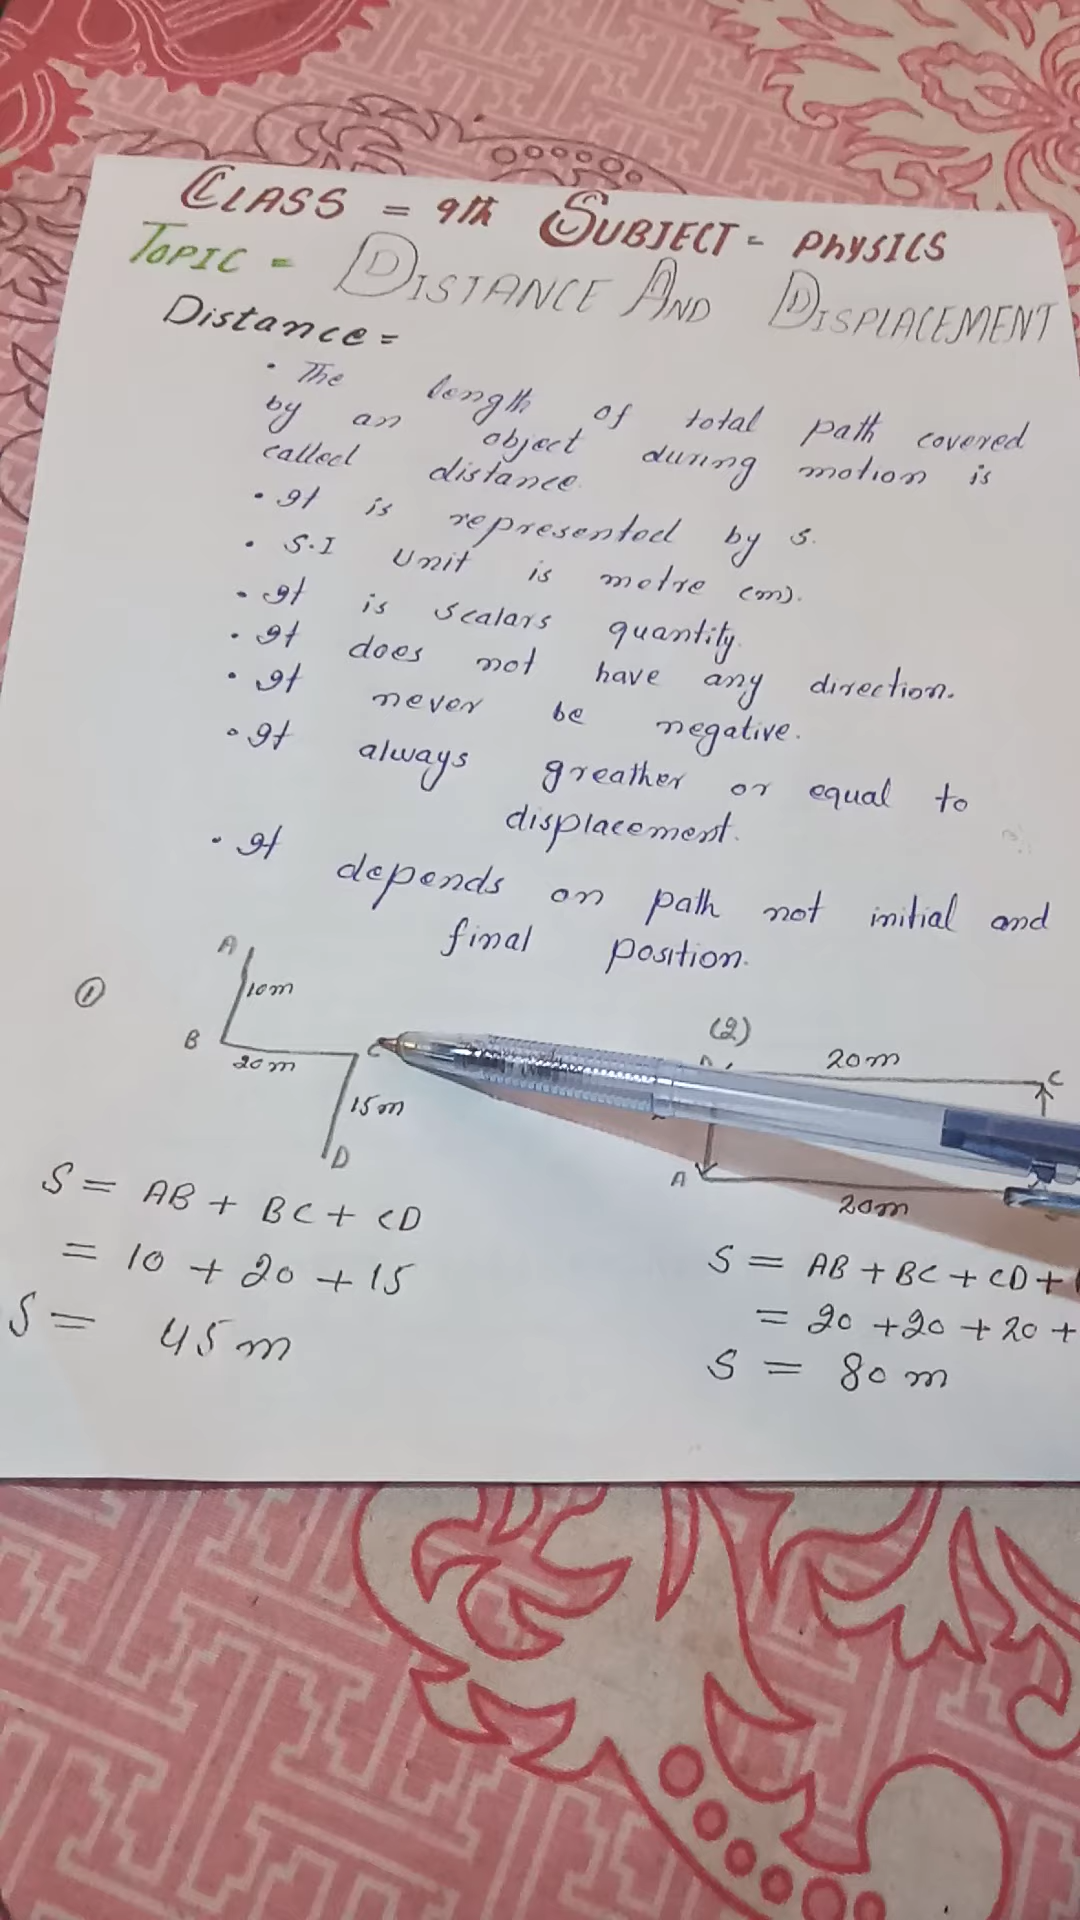 CLASS = 9th SUBJECT = PHYSICS
TOPIC = DISTANCE AND DISPLACEMENT
Distance =
• The length of total path covered
by an object during motion is
called distance.
• It is represented by s.
• S.I Unit is metre (m).
• It is scalars quantity.
• It does not have any direction.
• It never be negative.
• It always greather or equal to
displacement.
• It depends on path not initial and
final position.
① A 10m B 20m C 15m D
S = AB + BC + CD
= 10 + 20 + 15
S = 45m
(2) 20m C
A 20m
S = AB + BC + CD +
= 20 + 20 + 20 +
S = 80 m